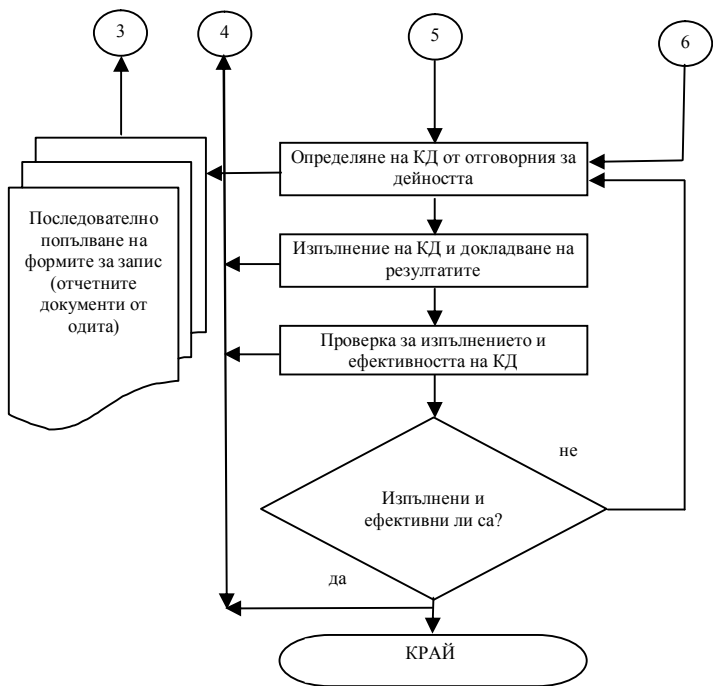 3
4
5
6
Определяне на КД от отговорния за
дейността
Последователно
попълване на
формите за запис
(отчетните
документи от
одита)
Изпълнение на КД и докладване на
резултатите
Проверка за изпълнението и
ефективността на КД
не
Изпълнени и
ефективни ли са?
да
КРАЙ